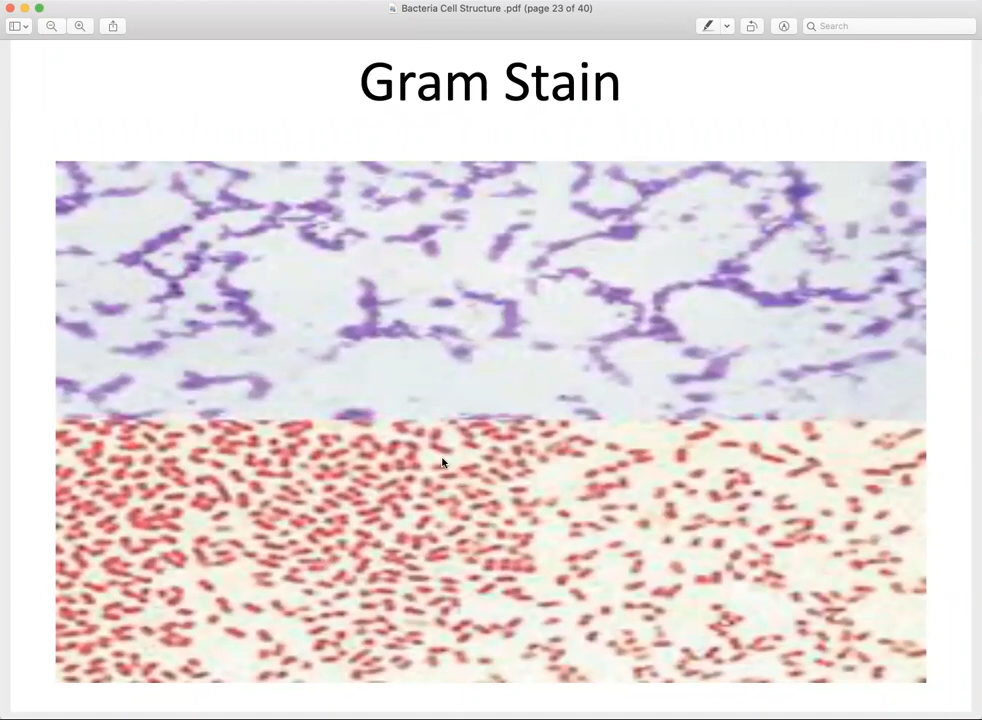 Bacteria Cell Structure .pdf (page 23 of 40)
Search
Gram Stain